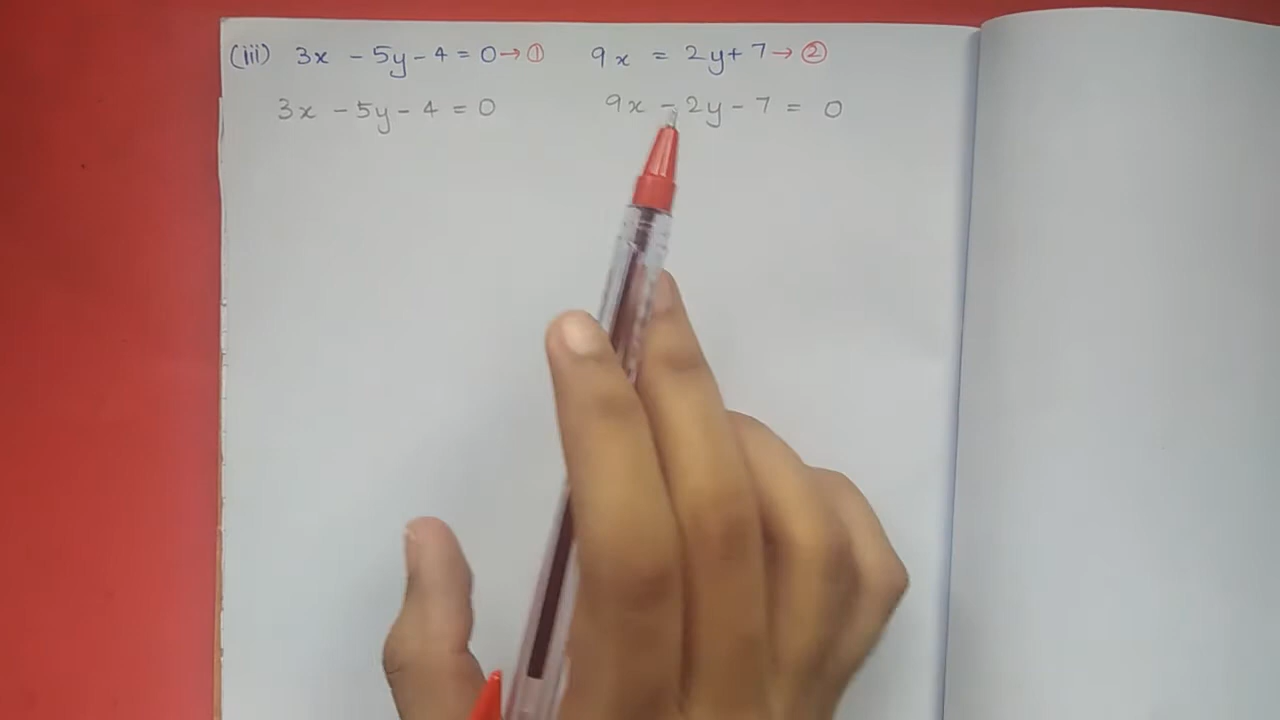 (iii) 3x - 5y - 4 = 0 → ① 9x = 2y + 7 → ②
3x - 5y - 4 = 0 9x - 2y - 7 = 0